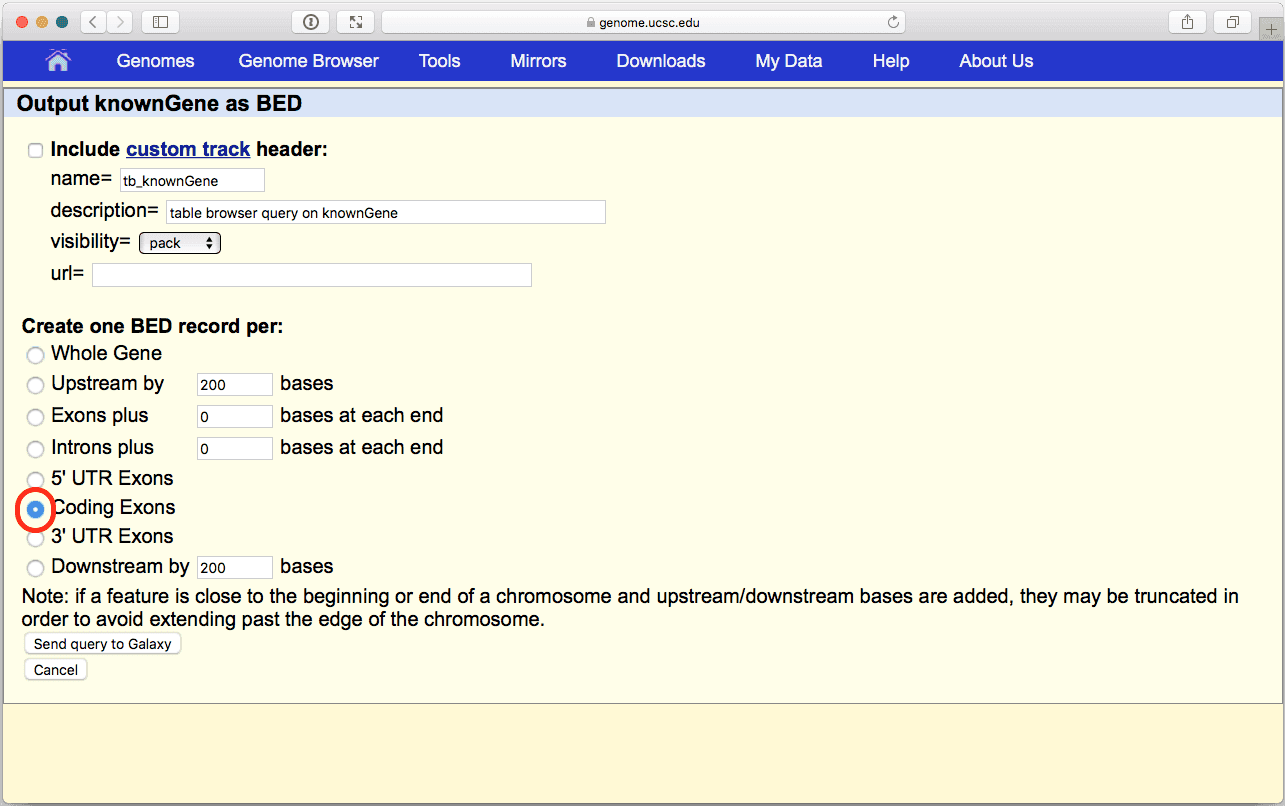 genome.ucsc.edu
Genomes Genome Browser Tools Mirrors Downloads My Data Help About Us
Output knownGene as BED
Include custom track header:
name= tb_knownGene
description= table browser query on knownGene
visibility= pack
url=
Create one BED record per:
Whole Gene
Upstream by 200 bases
Exons plus 0 bases at each end
Introns plus 0 bases at each end
5' UTR Exons
Coding Exons
3' UTR Exons
Downstream by 200 bases
Note: if a feature is close to the beginning or end of a chromosome and upstream/downstream bases are added, they may be truncated in
order to avoid extending past the edge of the chromosome.
Send query to Galaxy
Cancel